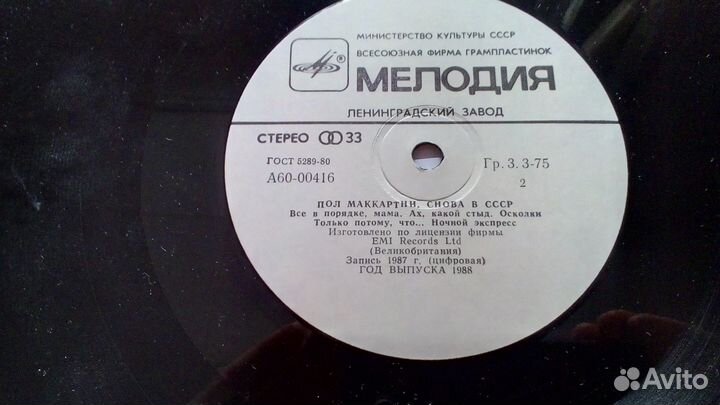 МИНИСТЕРСТВО КУЛЬТУРЫ СССР
ВСЕСОЮЗНАЯ ФИРМА ГРАМПЛАСТИНОК
® МЕЛОДИЯ
ЛЕНИНГРАДСКИЙ ЗАВОД
СТЕРЕО 33
ГОСТ 5289-80
Гр. 3. 3-75
А60-00416
2
ПОЛ МАККАРТНИ. СНОВА В СССР
Все в порядке, мама. Ах, какой стыд. Осколки
Только потому, что... Ночной экспресс
Изготовлено по лицензии фирмы
EMI Records Ltd
(Великобритания)
Запись 1987 г. (цифровая)
ГОД ВЫПУСКА 1988
Avito